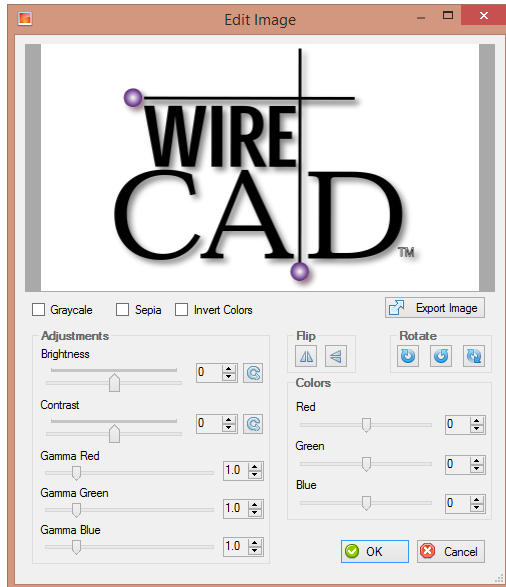 Edit Image
WIRE
CAD
TM
Graycale
Sepia
Invert Colors
Export Image
Adjustments
Brightness
0
Contrast
0
Gamma Red
1.0
Gamma Green
1.0
Gamma Blue
1.0
Flip
Rotate
Colors
Red
0
Green
0
Blue
0
OK
Cancel